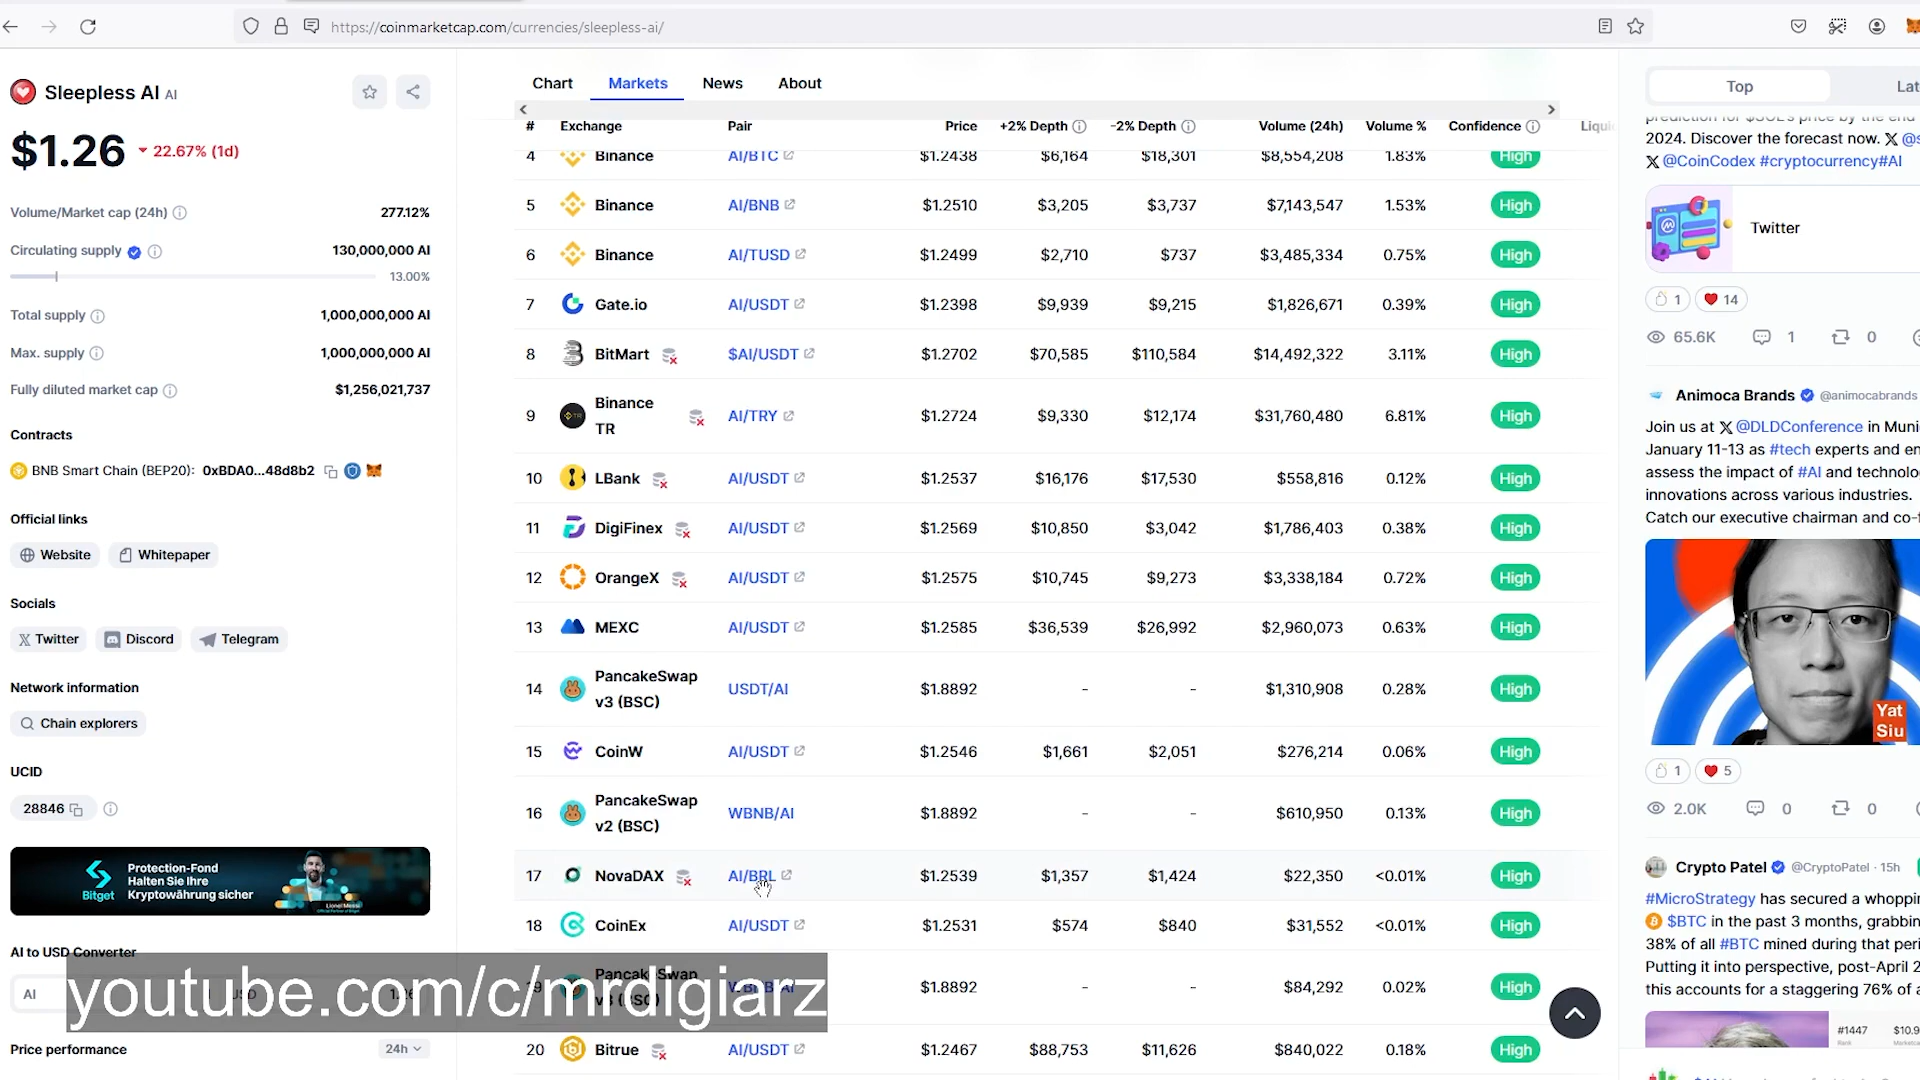 https://coinmarketcap.com/currencies/sleepless-ai/
Sleepless AI AI
$1.26 22.67% (1d)
Volume/Market cap (24h) 277.12%
Circulating supply 130,000,000 AI
13.00%
Total supply 1,000,000,000 AI
Max. supply 1,000,000,000 AI
Fully diluted market cap $1,256,021,737
Contracts
BNB Smart Chain (BEP20): 0xBDA0...48d8b2
Official links
Website Whitepaper
Socials
Twitter Discord Telegram
Network information
Chain explorers
UCID
28846
Protection-Fond
Halten Sie Ihre
Kryptowährung sicher
Bitget
Lionel Messi
AI to USD Converter
AI
Price performance 24h
Chart Markets News About
# Exchange Pair Price +2% Depth -2% Depth Volume (24h) Volume % Confidence
4 Binance AI/BTC $1.2438 $6,164 $18,301 $8,554,208 1.83% High
5 Binance AI/BNB $1.2510 $3,205 $3,737 $7,143,547 1.53% High
6 Binance AI/TUSD $1.2499 $2,710 $737 $3,485,334 0.75% High
7 Gate.io AI/USDT $1.2398 $9,939 $9,215 $1,826,671 0.39% High
8 BitMart $AI/USDT $1.2702 $70,585 $110,584 $14,492,322 3.11% High
9 Binance TR AI/TRY $1.2724 $9,330 $12,174 $31,760,480 6.81% High
10 LBank AI/USDT $1.2537 $16,176 $17,530 $558,816 0.12% High
11 DigiFinex AI/USDT $1.2569 $10,850 $3,042 $1,786,403 0.38% High
12 OrangeX AI/USDT $1.2575 $10,745 $9,273 $3,338,184 0.72% High
13 MEXC AI/USDT $1.2585 $36,539 $26,992 $2,960,073 0.63% High
14 PancakeSwap v3 (BSC) USDT/AI $1.8892 - - $1,310,908 0.28% High
15 CoinW AI/USDT $1.2546 $1,661 $2,051 $276,214 0.06% High
16 PancakeSwap v2 (BSC) WBNB/AI $1.8892 - - $610,950 0.13% High
17 NovaDAX AI/BRL $1.2539 $1,357 $1,424 $22,350 <0.01% High
18 CoinEx AI/USDT $1.2531 $574 $840 $31,552 <0.01% High
19 PancakeSwap v3 (BSC) WBNB/AI $1.8892 - - $84,292 0.02% High
20 Bitrue AI/USDT $1.2467 $88,753 $11,626 $840,022 0.18% High
youtube.com/c/mrdigiarz
Top
prediction for $SOL's price by the end
2024. Discover the forecast now. X
X @CoinCodex #cryptocurrency#AI
Twitter
1 14
65.6K 1 0
Animoca Brands @animocabrands
Join us at X @DLDConference in
January 11-13 as #tech experts and
assess the impact of #AI and
innovations across various industries.
Catch our executive chairman and
Yat
Siu
1 5
2.0K 0 0
Crypto Patel @CryptoPatel · 15h
#MicroStrategy has secured a
$BTC in the past 3 months,
38% of all #BTC mined during that
Putting it into perspective, post-April
this accounts for a staggering 76% of
#1447
Rank